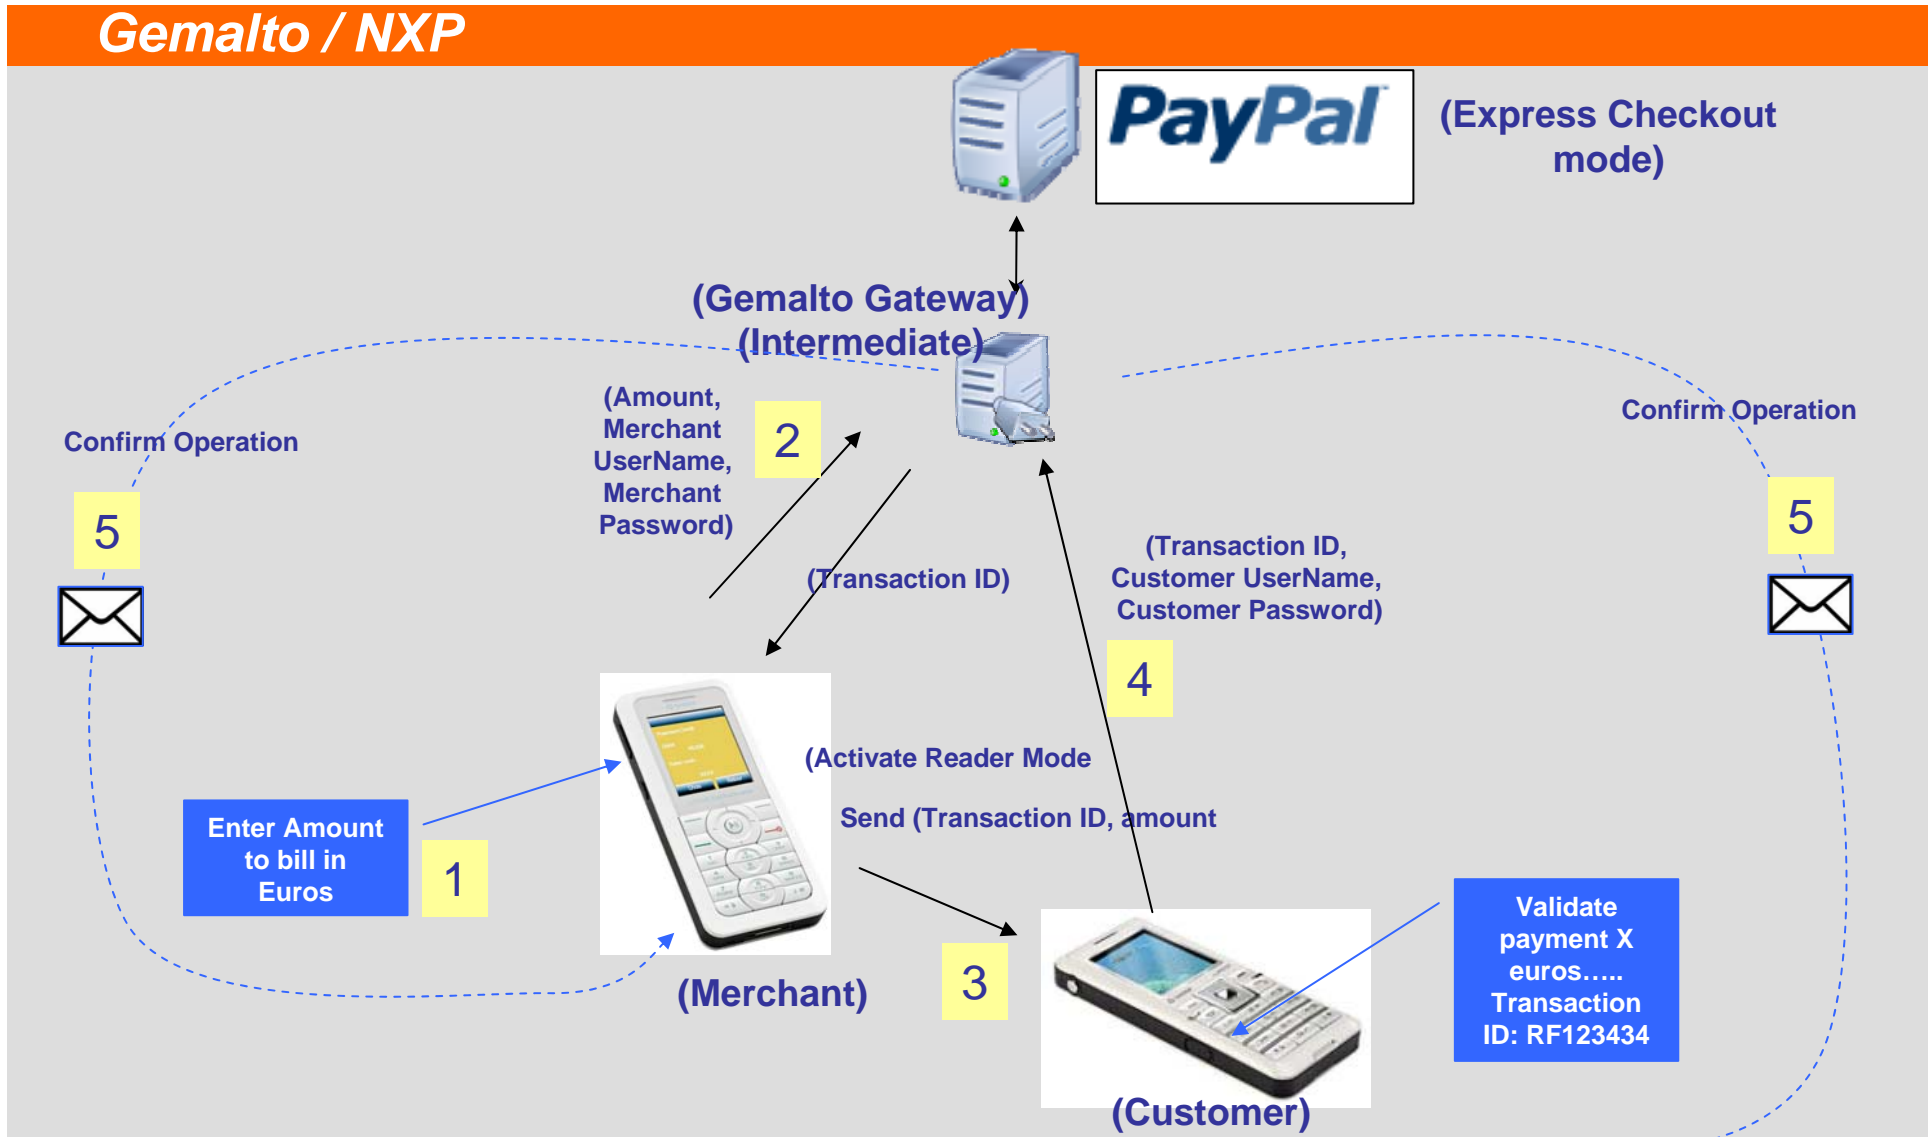 Gemalto / NXP
PayPal
(Express Checkout
mode)
(Gemalto Gateway)
(Intermediate)
(Amount,
Merchant
UserName,
Merchant
Password)
2
Confirm Operation
5
Confirm Operation
5
(Transaction ID)
(Transaction ID,
Customer UserName,
Customer Password)
4
(Activate Reader Mode
Send (Transaction ID, amount
Enter Amount
to bill in
Euros
1
(Merchant)
3
Validate
payment X
euros…..
Transaction
ID: RF123434
(Customer)